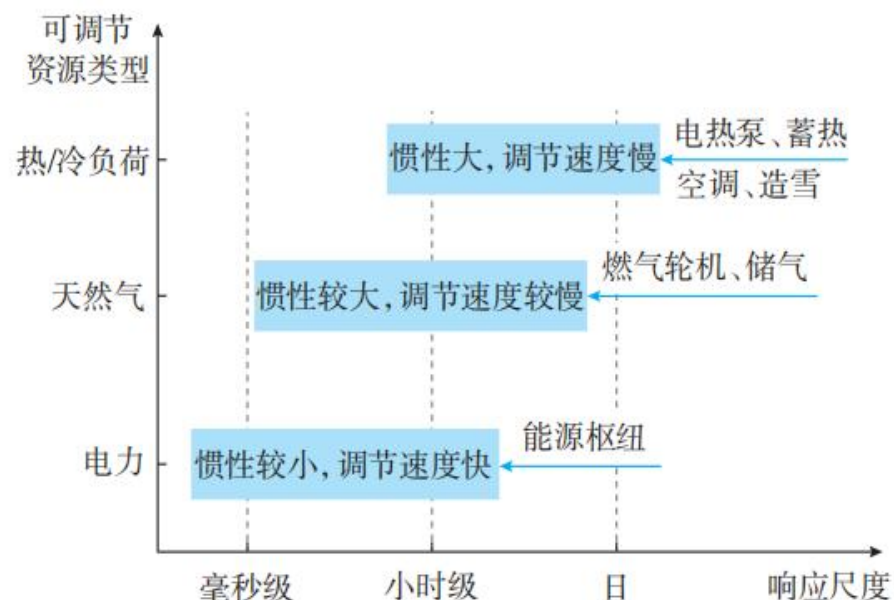 可调节
资源类型
热/冷负荷
惯性大,调节速度慢
电热泵、蓄热
空调、造雪
天然气
惯性较大,调节速度较慢
燃气轮机、储气
电力
惯性较小,调节速度快
能源枢纽
毫秒级
小时级
日
响应尺度